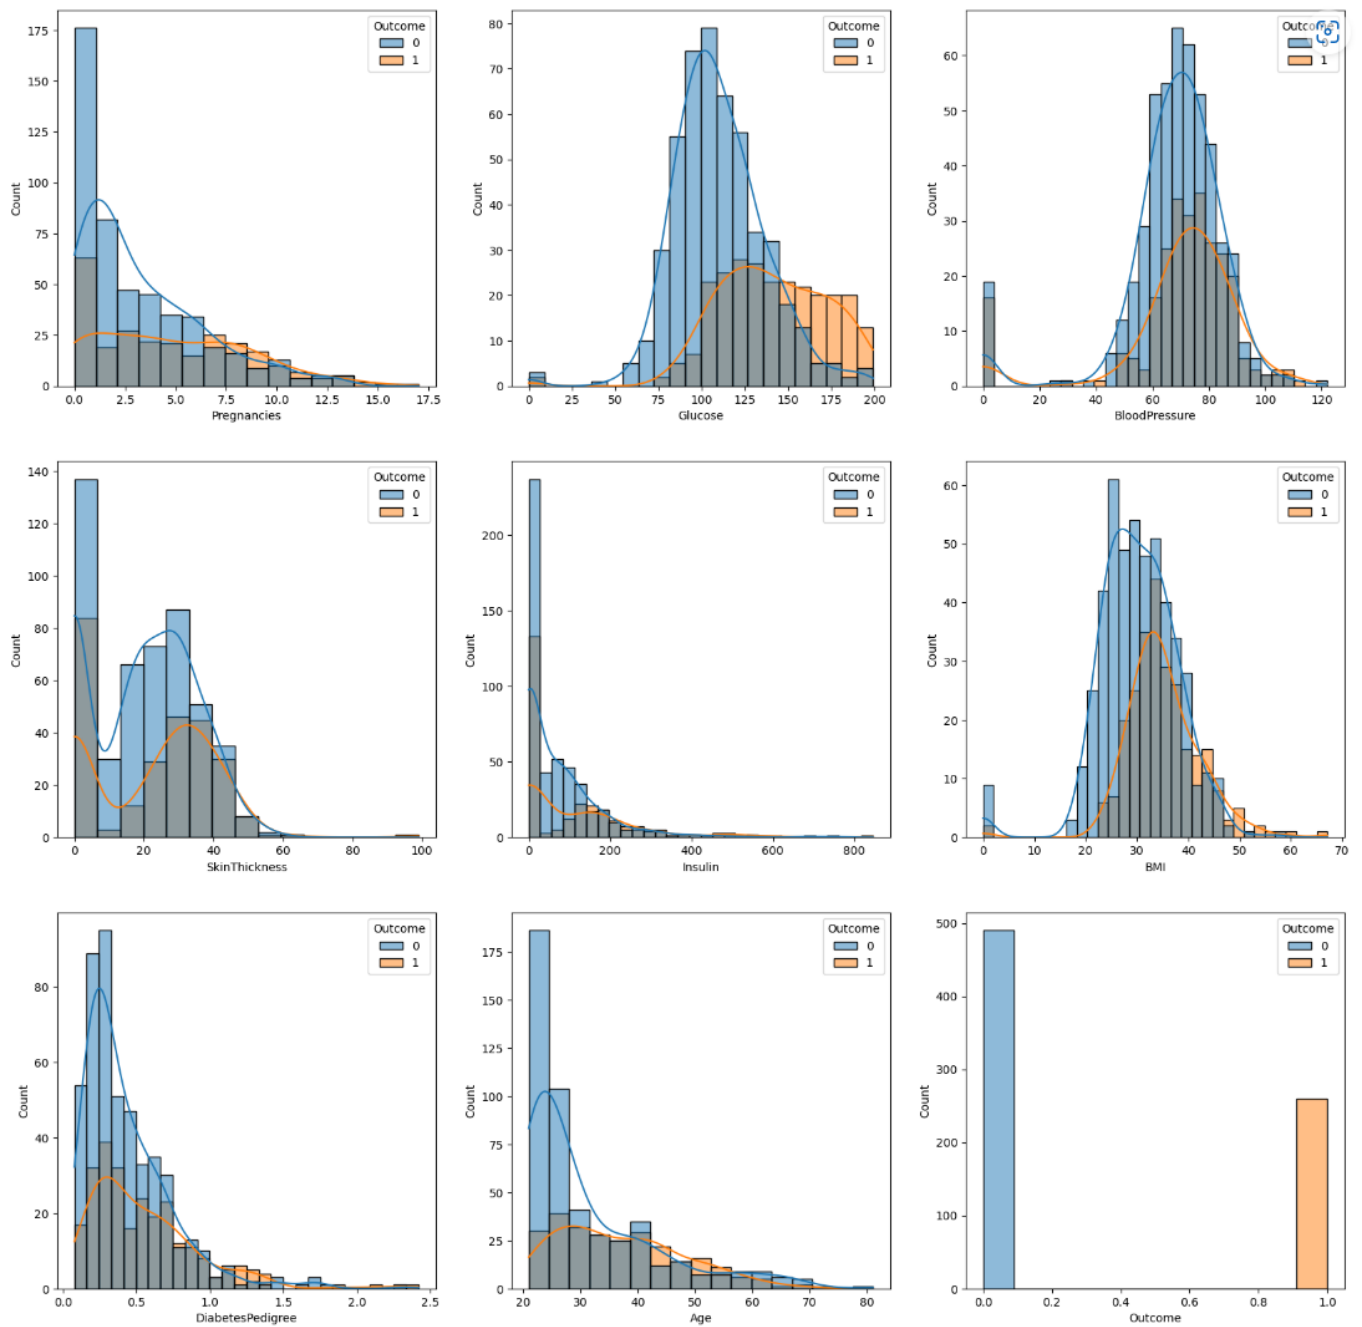 Outcome
0
1
175
150
125
100
75
50
25
0
Count
0.0 2.5 5.0 7.5 10.0 12.5 15.0 17.5
Pregnancies
Outcome
0
1
80
70
60
50
40
30
20
10
0
Count
0 25 50 75 100 125 150 175 200
Glucose
Outcome
0
1
60
50
40
30
20
10
0
Count
0 20 40 60 80 100 120
BloodPressure
Outcome
0
1
140
120
100
80
60
40
20
0
Count
0 20 40 60 80 100
SkinThickness
Outcome
0
1
200
150
100
50
0
Count
0 200 400 600 800
Insulin
Outcome
0
1
60
50
40
30
20
10
0
Count
0 10 20 30 40 50 60 70
BMI
Outcome
0
1
80
60
40
20
0
Count
0.0 0.5 1.0 1.5 2.0 2.5
DiabetesPedigree
Outcome
0
1
175
150
125
100
75
50
25
0
Count
20 30 40 50 60 70 80
Age
Outcome
0
1
500
400
300
200
100
0
Count
0.0 0.2 0.4 0.6 0.8 1.0
Outcome